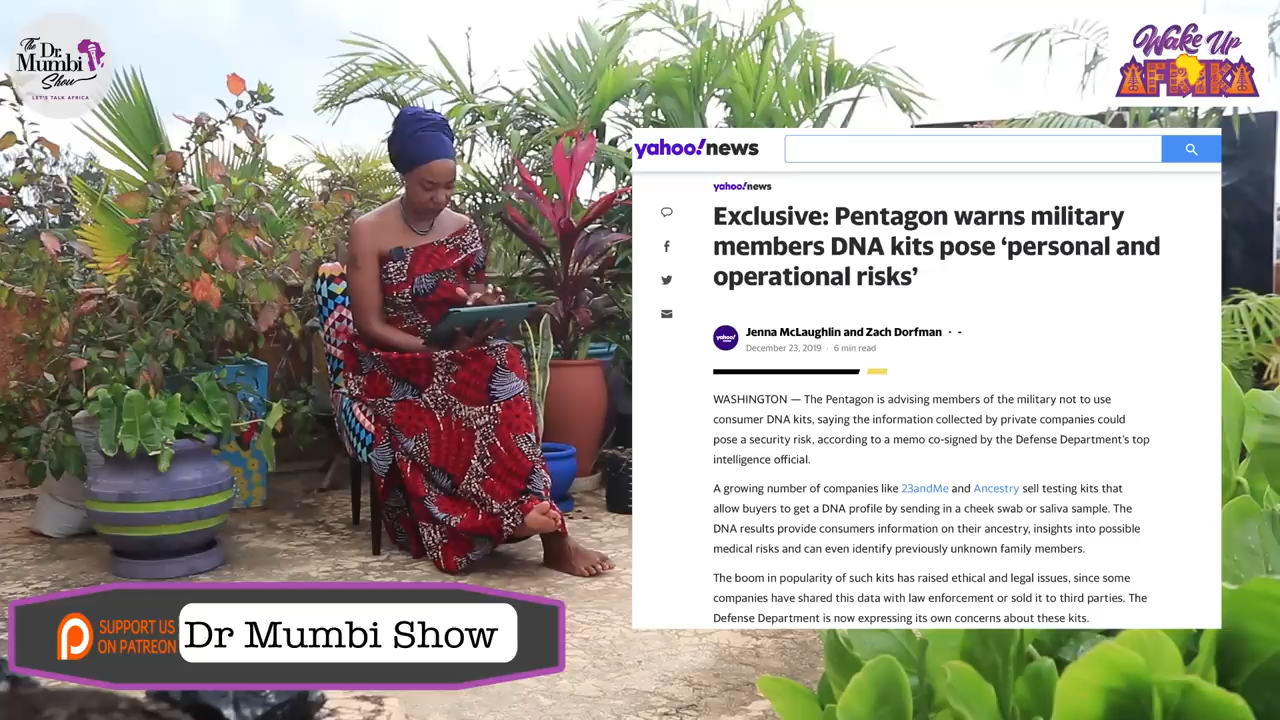 The
Dr.
Mumbi
Show
LET'S TALK AFRICA
Wake Up
AFRIKA
yahoo!news
yahoo!news
Exclusive: Pentagon warns military
members DNA kits pose ‘personal and
operational risks’
yahoo!
Jenna McLaughlin and Zach Dorfman · -
December 23, 2019 · 6 min read
WASHINGTON — The Pentagon is advising members of the military not to use
consumer DNA kits, saying the information collected by private companies could
pose a security risk, according to a memo co-signed by the Defense Department’s top
intelligence official.
A growing number of companies like 23andMe and Ancestry sell testing kits that
allow buyers to get a DNA profile by sending in a cheek swab or saliva sample. The
DNA results provide consumers information on their ancestry, insights into possible
medical risks and can even identify previously unknown family members.
The boom in popularity of such kits has raised ethical and legal issues, since some
companies have shared this data with law enforcement or sold it to third parties. The
Defense Department is now expressing its own concerns about these kits.
SUPPORT US
ON PATREON
Dr Mumbi Show